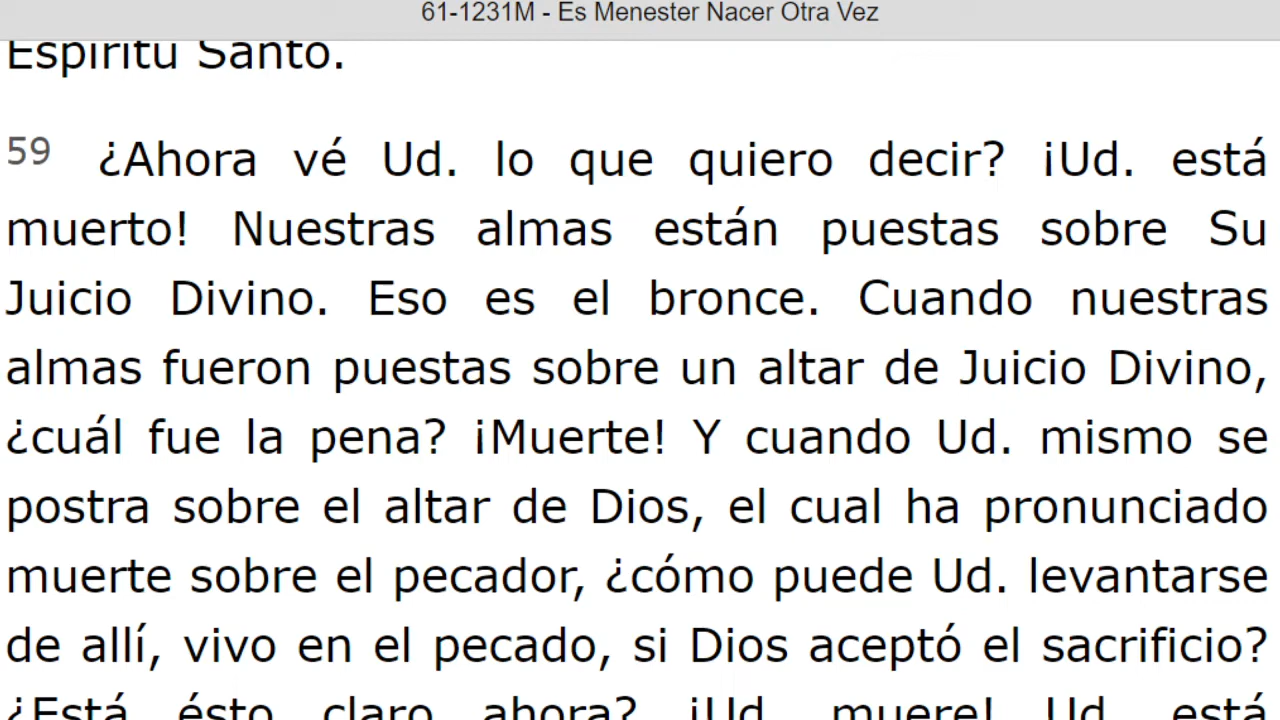 61-1231M - Es Menester Nacer Otra Vez
Espíritu Santo.
59 ¿Ahora vé Ud. lo que quiero decir? ¡Ud. está
muerto! Nuestras almas están puestas sobre Su
Juicio Divino. Eso es el bronce. Cuando nuestras
almas fueron puestas sobre un altar de Juicio Divino,
¿cuál fue la pena? ¡Muerte! Y cuando Ud. mismo se
postra sobre el altar de Dios, el cual ha pronunciado
muerte sobre el pecador, ¿cómo puede Ud. levantarse
de allí, vivo en el pecado, si Dios aceptó el sacrificio?
¿Está ésto claro ahora? ¡Ud. muere! Ud. está